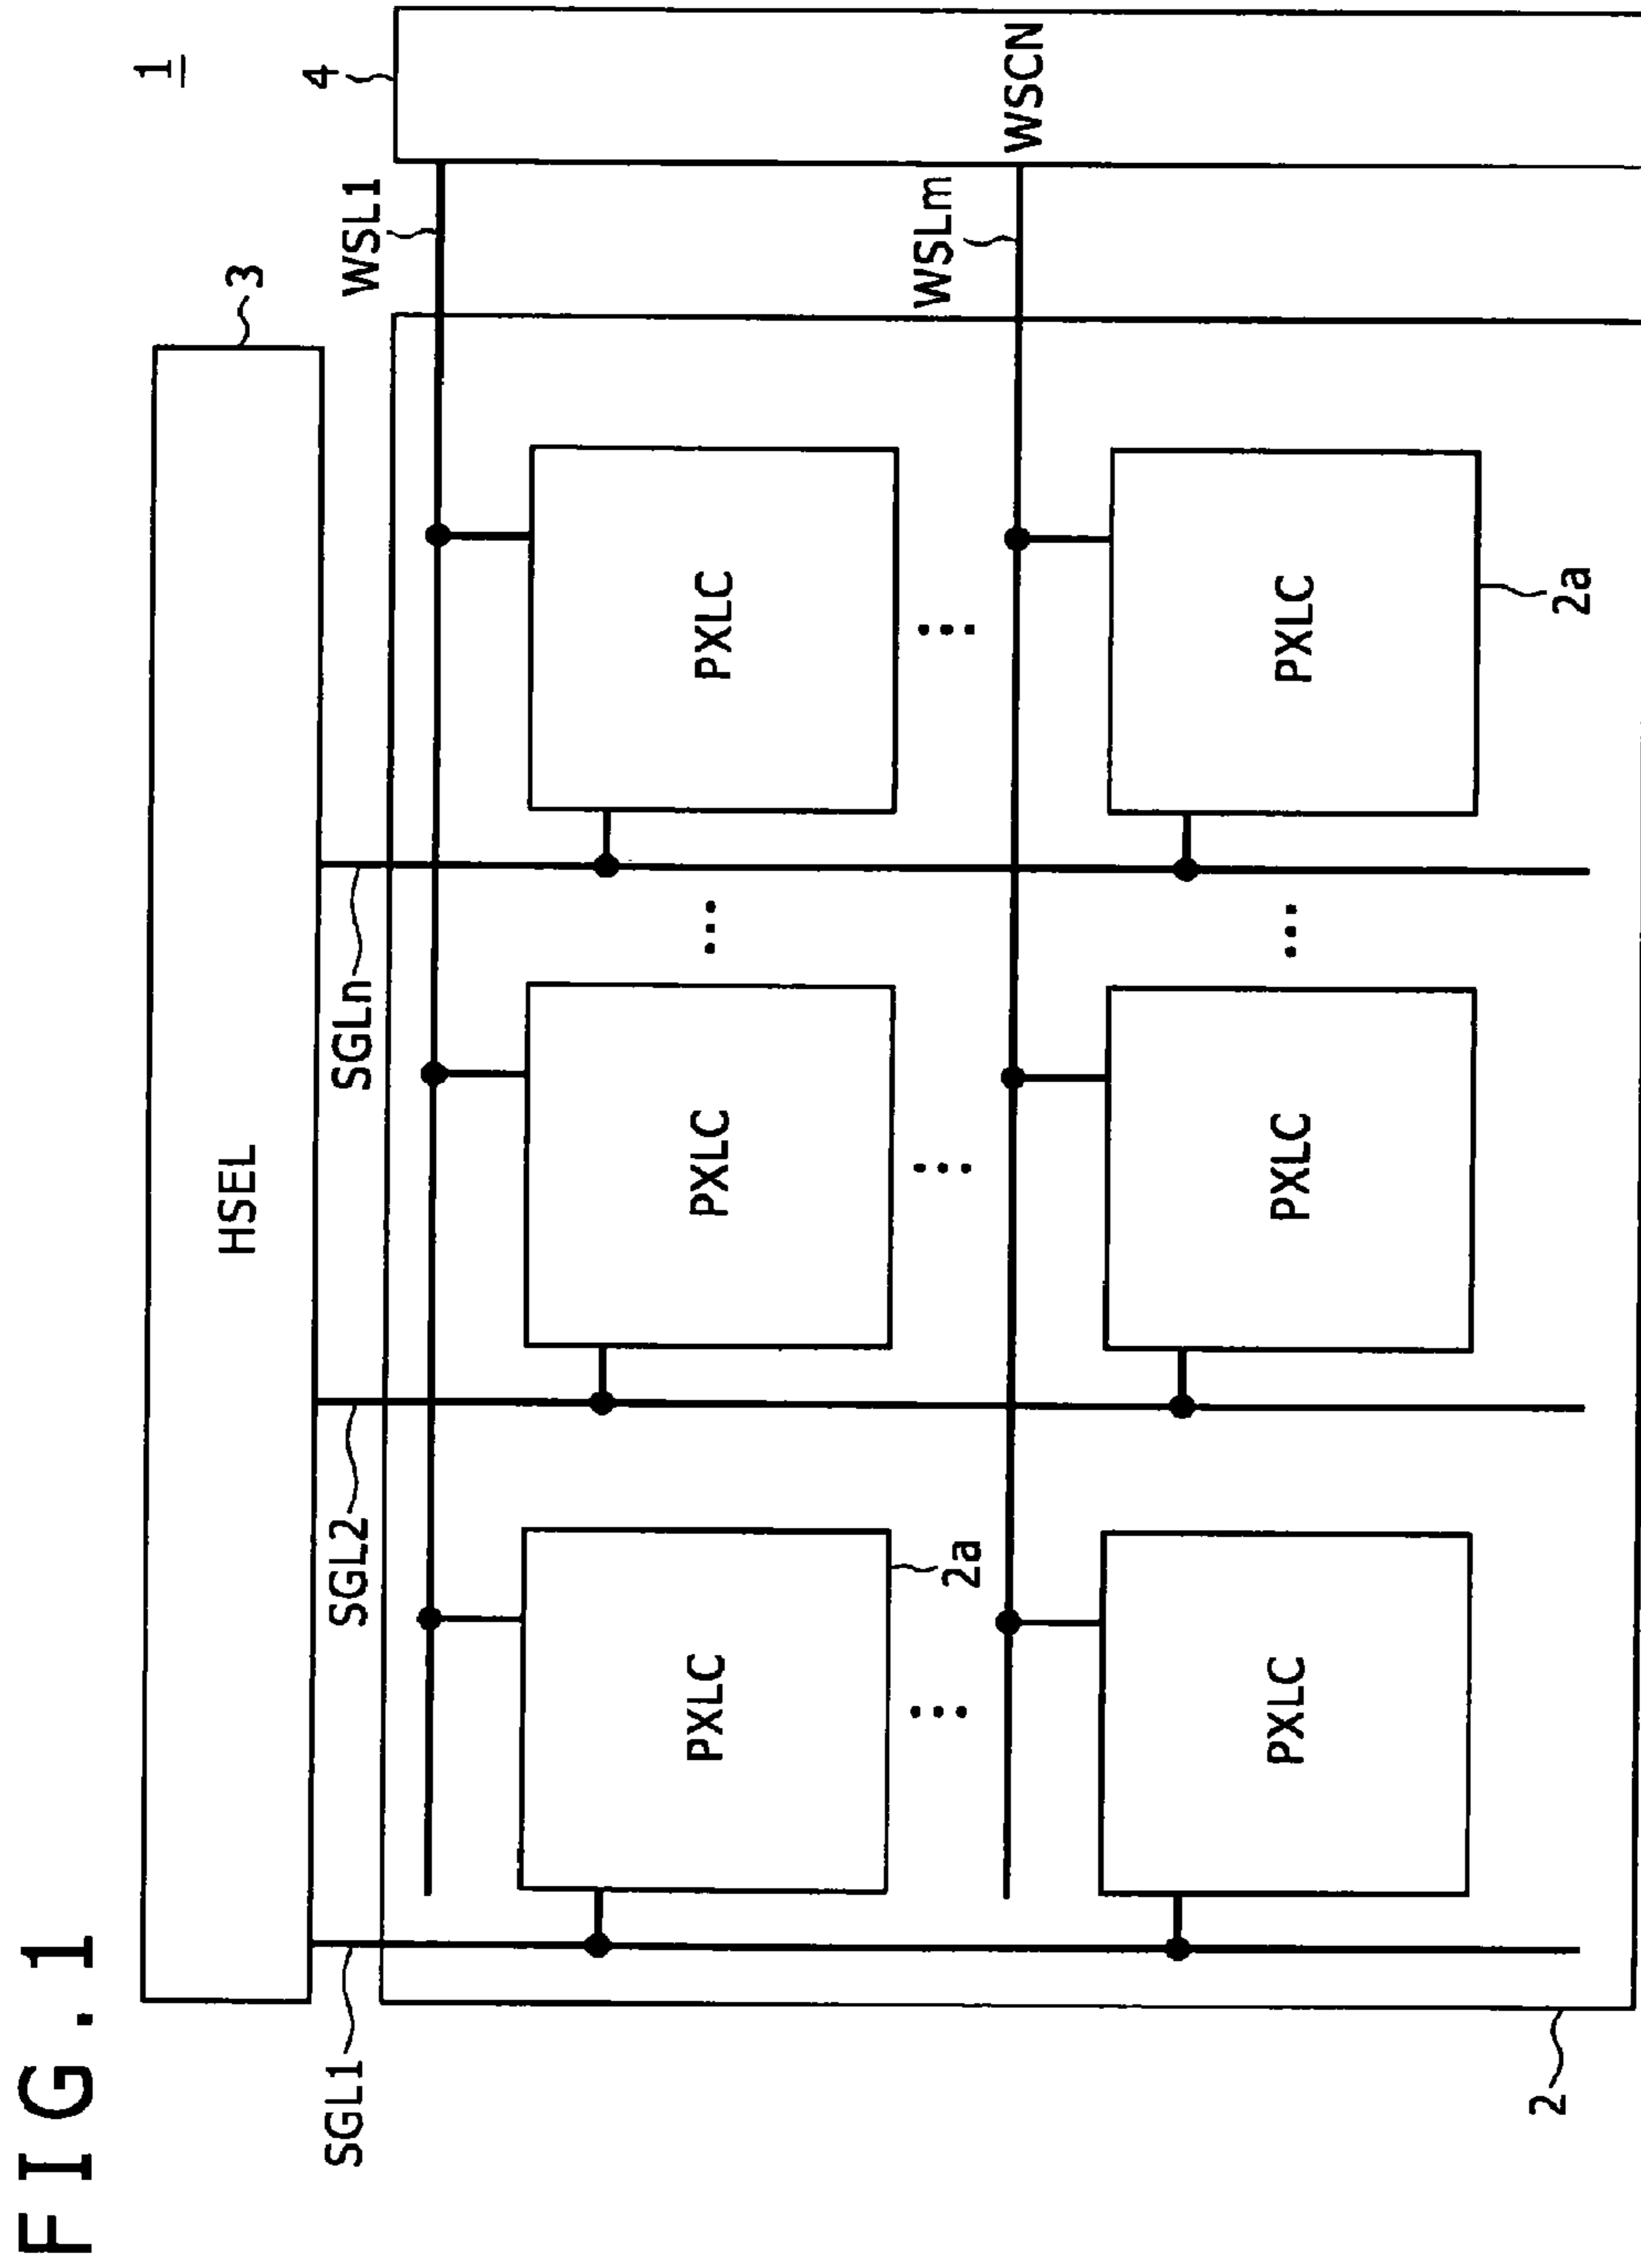 FIG.1
1
3
HSEL
4
SGL1
SGL2
SGLn
WSL1
PXLC
PXLC
PXLC
2a
WSLm
WSCN
PXLC
PXLC
PXLC
2
2a